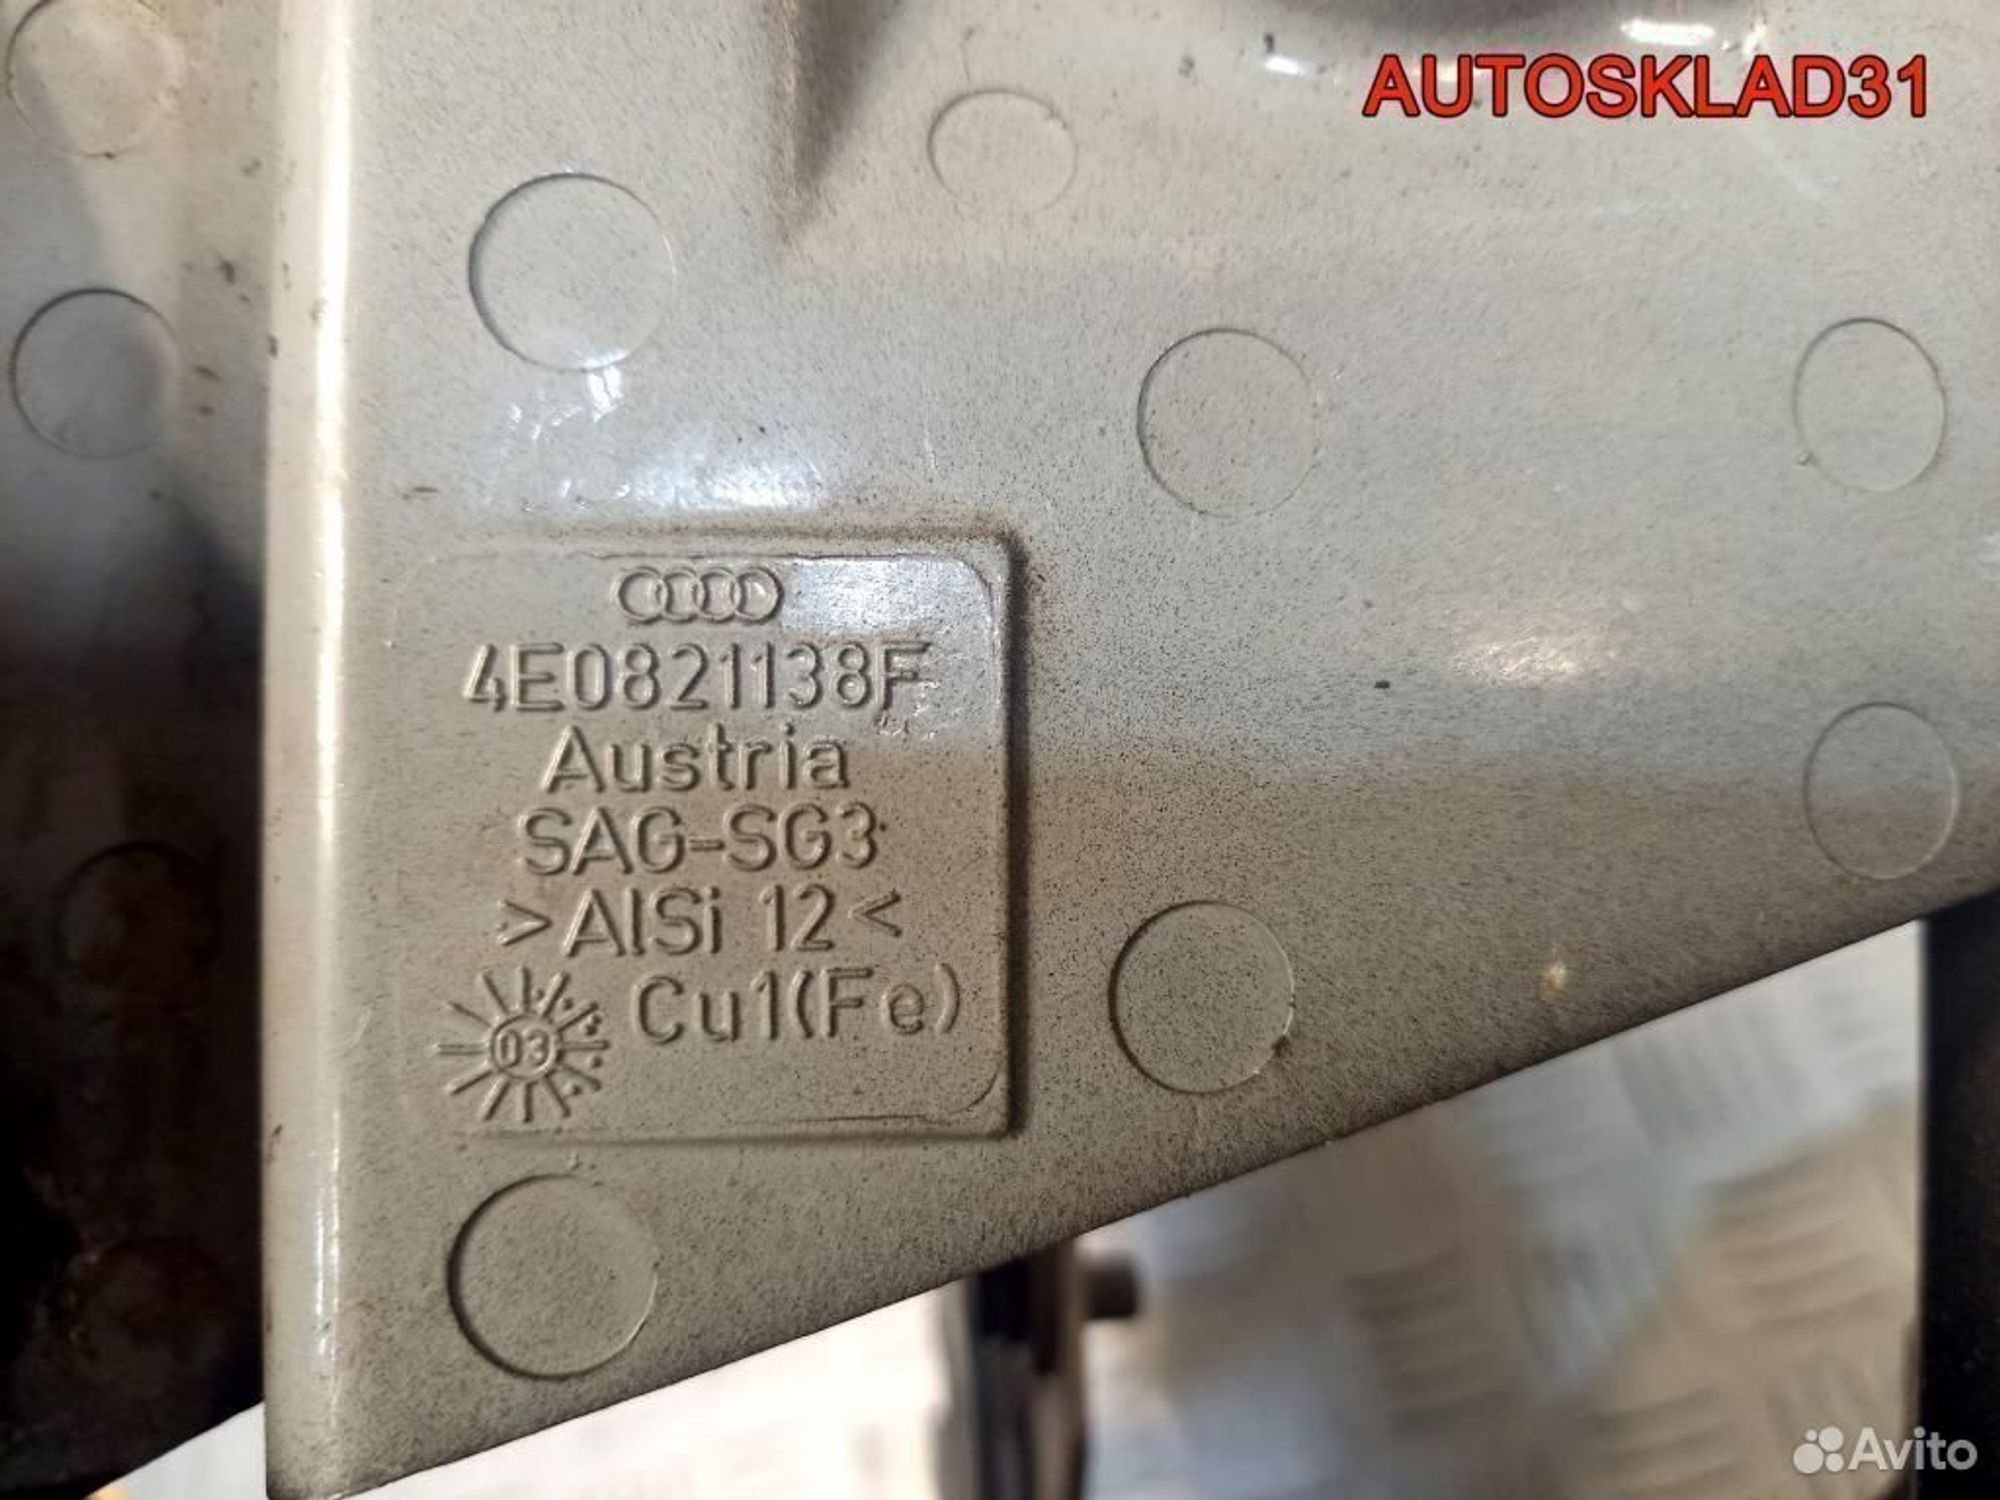 AUTOSKLAD31
4E0821138F
Austria
SAG-SG3
>AlSi 12<
Cu1(Fe)
03
Avito